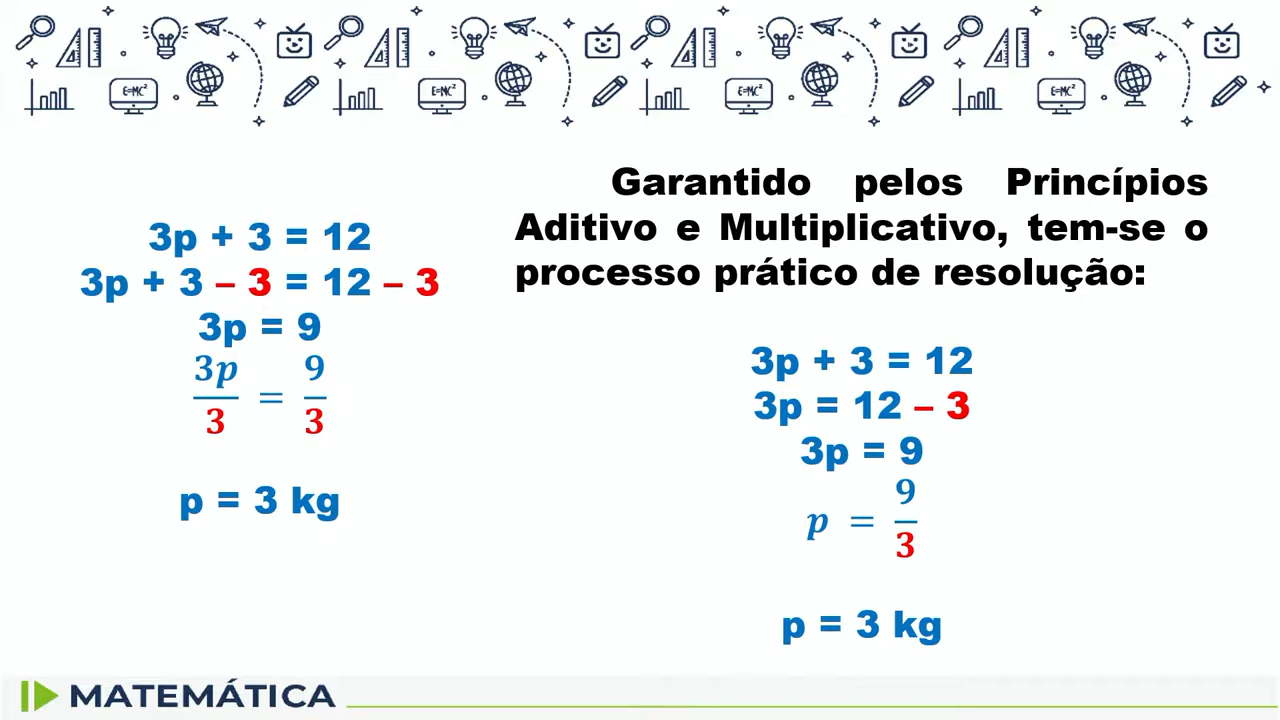 E=MC²
E=MC²
E=MC²
E=MC²
3p + 3 = 12
3p + 3 – 3 = 12 – 3
3p = 9
3p/3 = 9/3
p = 3 kg
Garantido pelos Princípios
Aditivo e Multiplicativo, tem-se o
processo prático de resolução:
3p + 3 = 12
3p = 12 – 3
3p = 9
p = 9/3
p = 3 kg
MATEMÁTICA